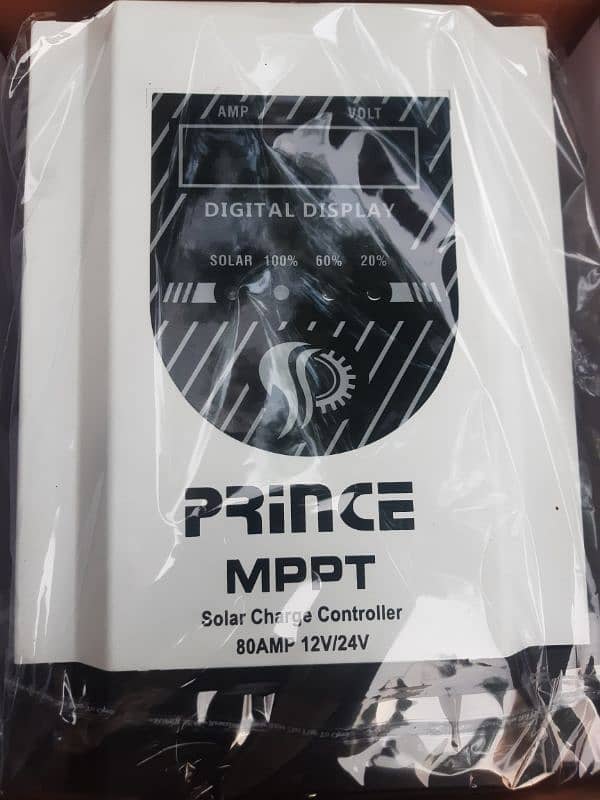 AMP VOLT
DIGITAL DISPLAY
SOLAR 100% 60% 20%
PRINCE
MPPT
Solar Charge Controller
80AMP 12V/24V